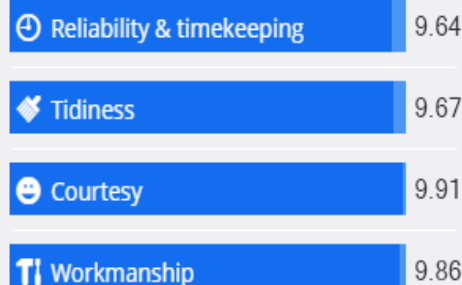 Reliability & timekeeping 9.64
Tidiness 9.67
Courtesy 9.91
Workmanship 9.86